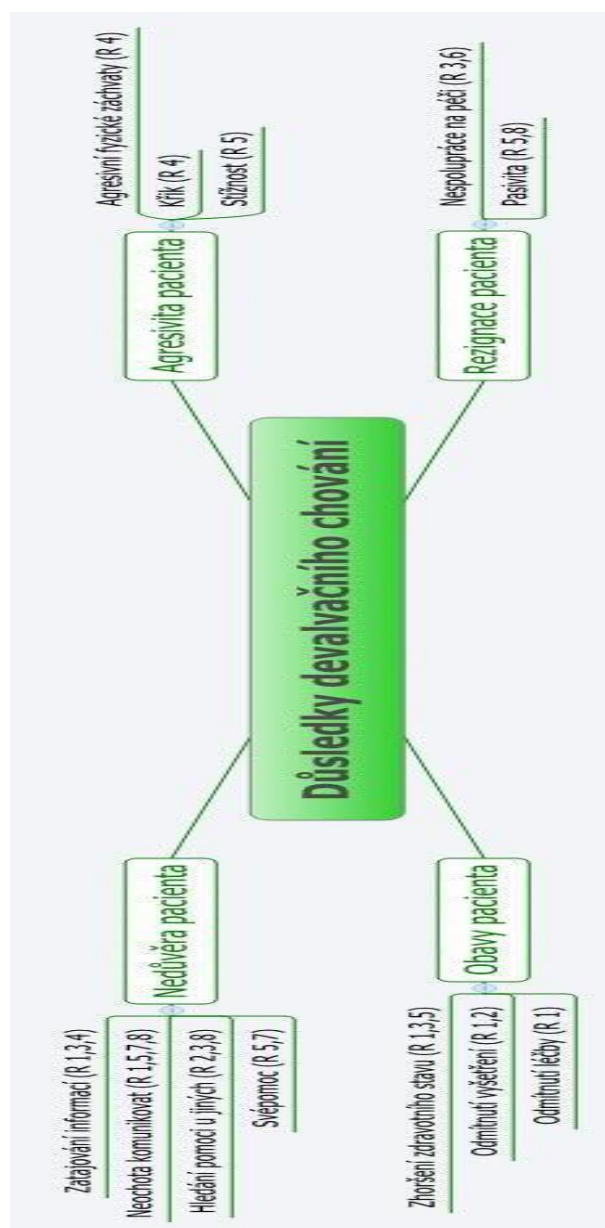 Důsledky devalvačního chování
Nedůvěra pacienta
Zatajování informací (R 1,3,4)
Neochota komunikovat (R 1,5,7,8)
Hledání pomoci u jiných (R 2,3,8)
Svépomoc (R 5,7)
Agresivita pacienta
Agresivní fyzické záchvaty (R 4)
Křik (R 4)
Stížnost (R 5)
Obavy pacienta
Zhoršení zdravotního stavu (R 1,3,5)
Odmítnutí vyšetření (R 1,2)
Odmítnutí léčby (R 1)
Rezignace pacienta
Nespolupráce na péči (R 3,6)
Pasivita (R 5,8)